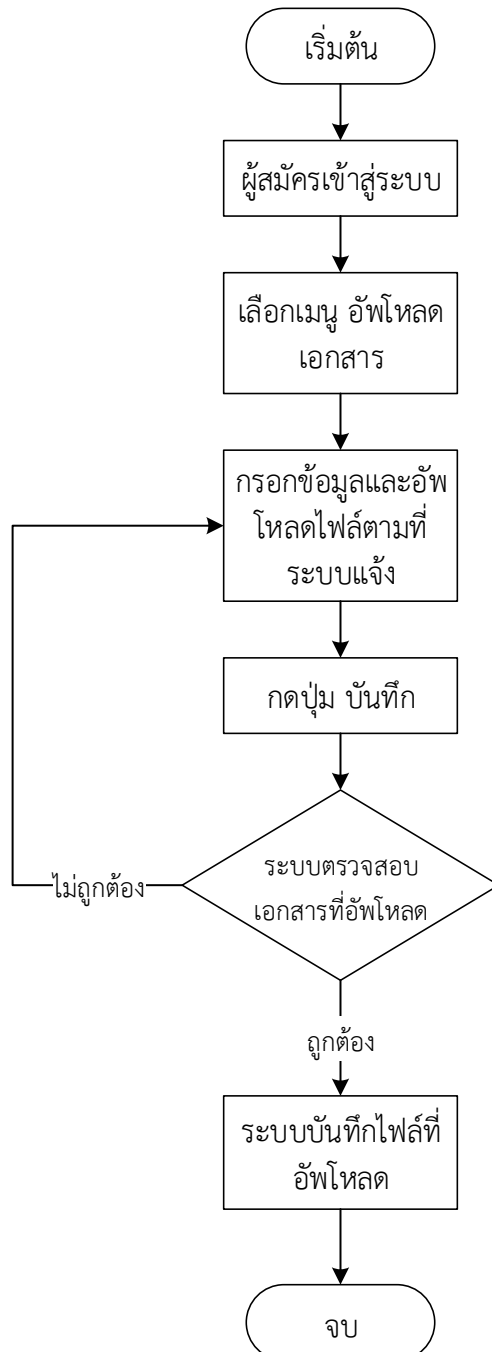 เริ่มต้น
ผู้สมัครเข้าสู่ระบบ
เลือกเมนู อัพโหลด
เอกสาร
กรอกข้อมูลและอัพ
โหลดไฟล์ตามที่
ระบบแจ้ง
กดปุ่ม บันทึก
ระบบตรวจสอบ
เอกสารที่อัพโหลด
ไม่ถูกต้อง
ถูกต้อง
ระบบบันทึกไฟล์ที่
อัพโหลด
จบ